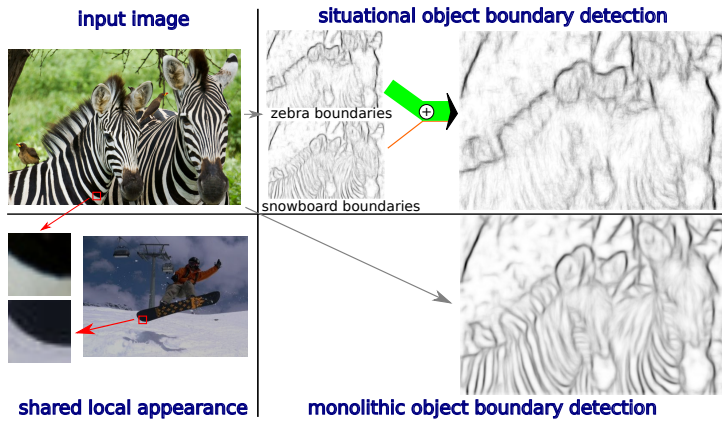 input image
situational object boundary detection
zebra boundaries
snowboard boundaries
shared local appearance
monolithic object boundary detection